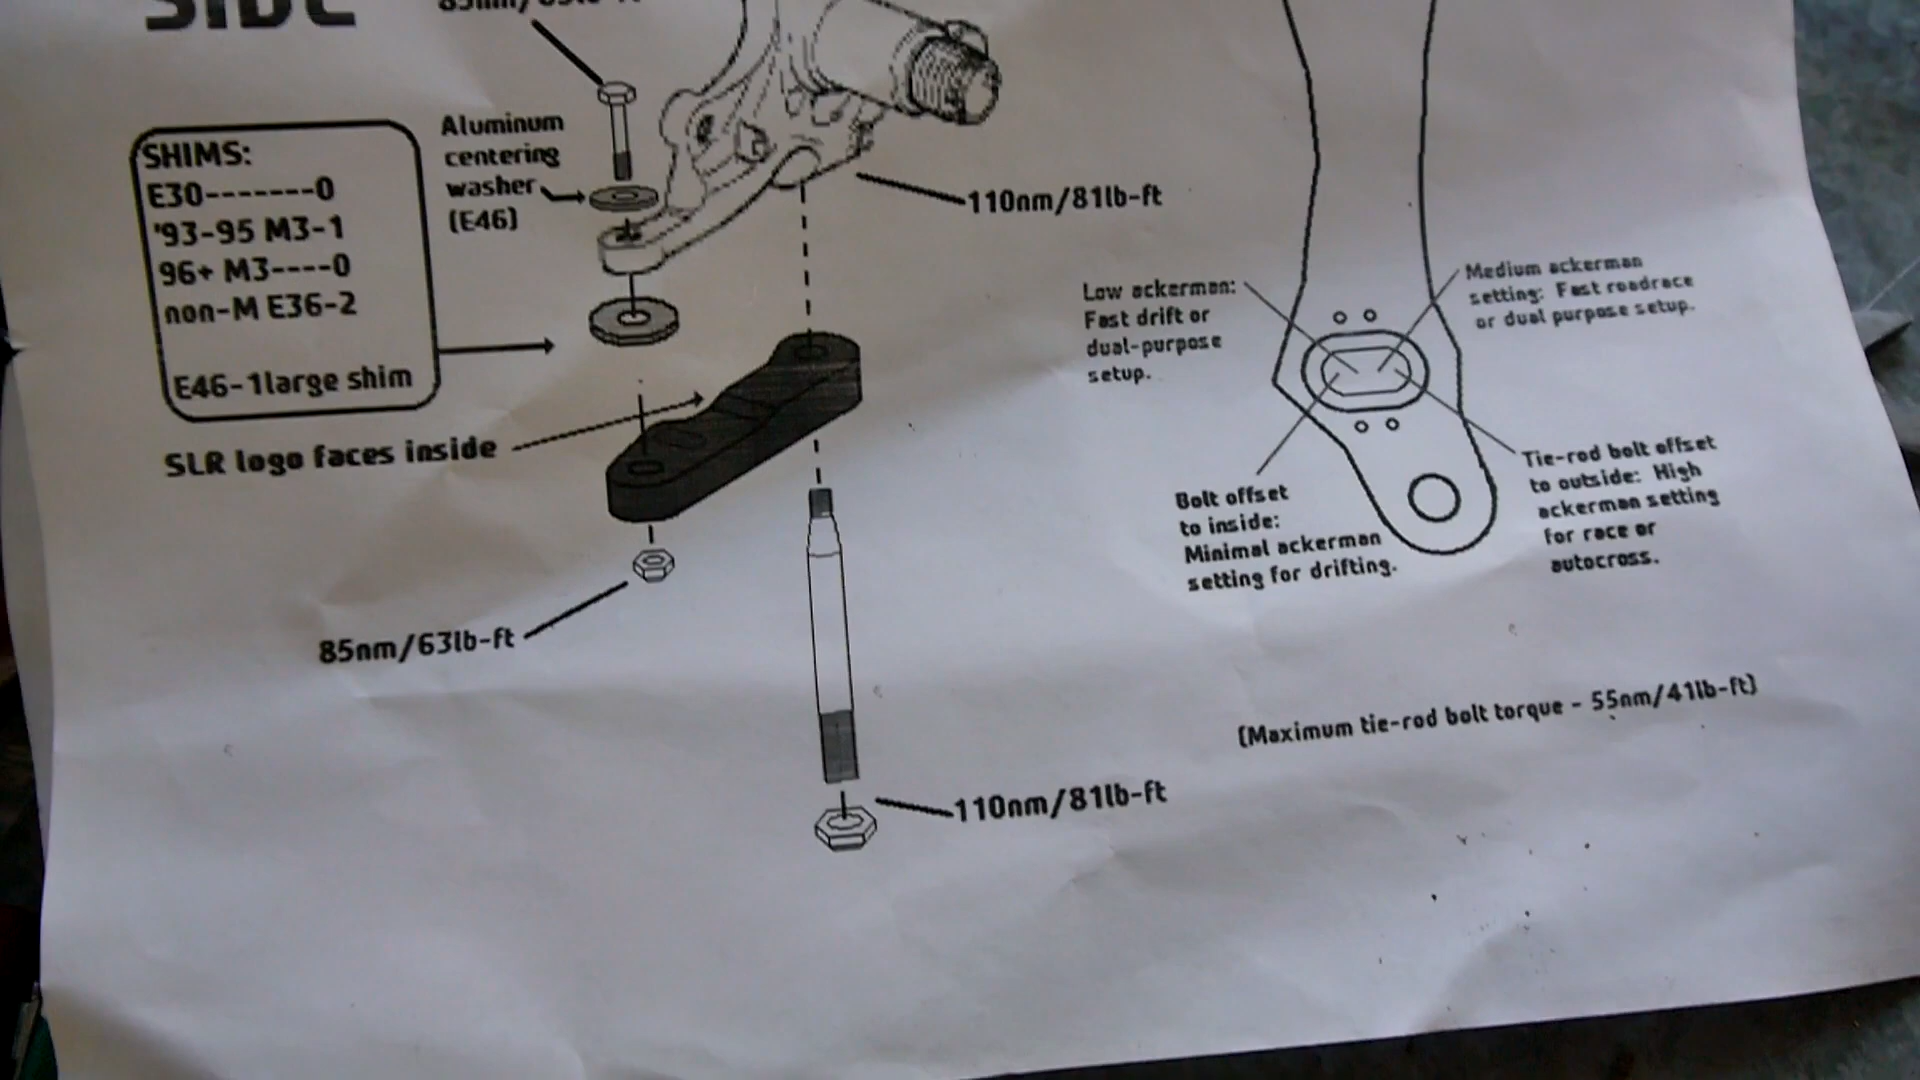 SIDE
SHIMS:
E30-------0
'93-95 M3-1
96+ M3----0
non-M E36-2
E46-1large shim
Aluminum
centering
washer
(E46)
110nm/81lb-ft
SLR logo faces inside
85nm/63lb-ft
110nm/81lb-ft
Low ackerman:
Fast drift or
dual-purpose
setup.
Medium ackerman
setting: Fast roadrace
or dual purpose setup.
Bolt offset
to inside:
Minimal ackerman
setting for drifting.
Tie-rod bolt offset
to outside: High
ackerman setting
for race or
autocross.
(Maximum tie-rod bolt torque - 55nm/41lb-ft)